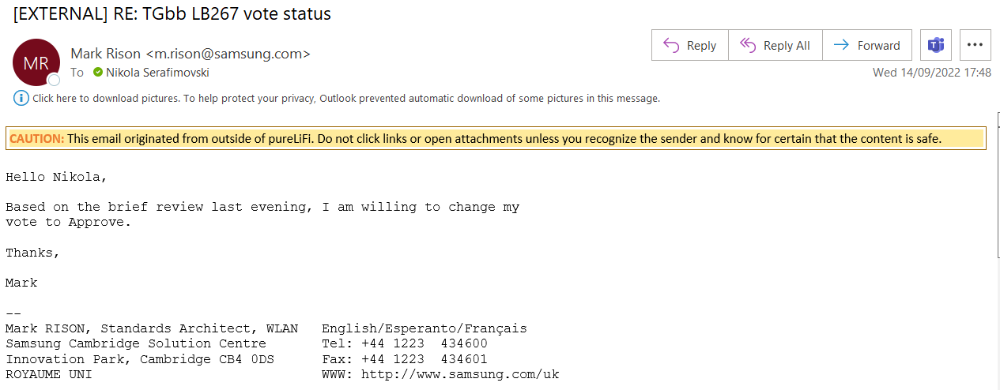 [EXTERNAL] RE: TGbb LB267 vote status
MR
Mark Rison <m.rison@samsung.com>
To Nikola Serafimovski
Reply
Reply All
Forward
Wed 14/09/2022 17:48
Click here to download pictures. To help protect your privacy, Outlook prevented automatic download of some pictures in this message.
CAUTION: This email originated from outside of pureLiFi. Do not click links or open attachments unless you recognize the sender and know for certain that the content is safe.
Hello Nikola,
Based on the brief review last evening, I am willing to change my
vote to Approve.
Thanks,
Mark
--
Mark RISON, Standards Architect, WLAN English/Esperanto/Français
Samsung Cambridge Solution Centre Tel: +44 1223 434600
Innovation Park, Cambridge CB4 0DS Fax: +44 1223 434601
ROYAUME UNI WWW: http://www.samsung.com/uk